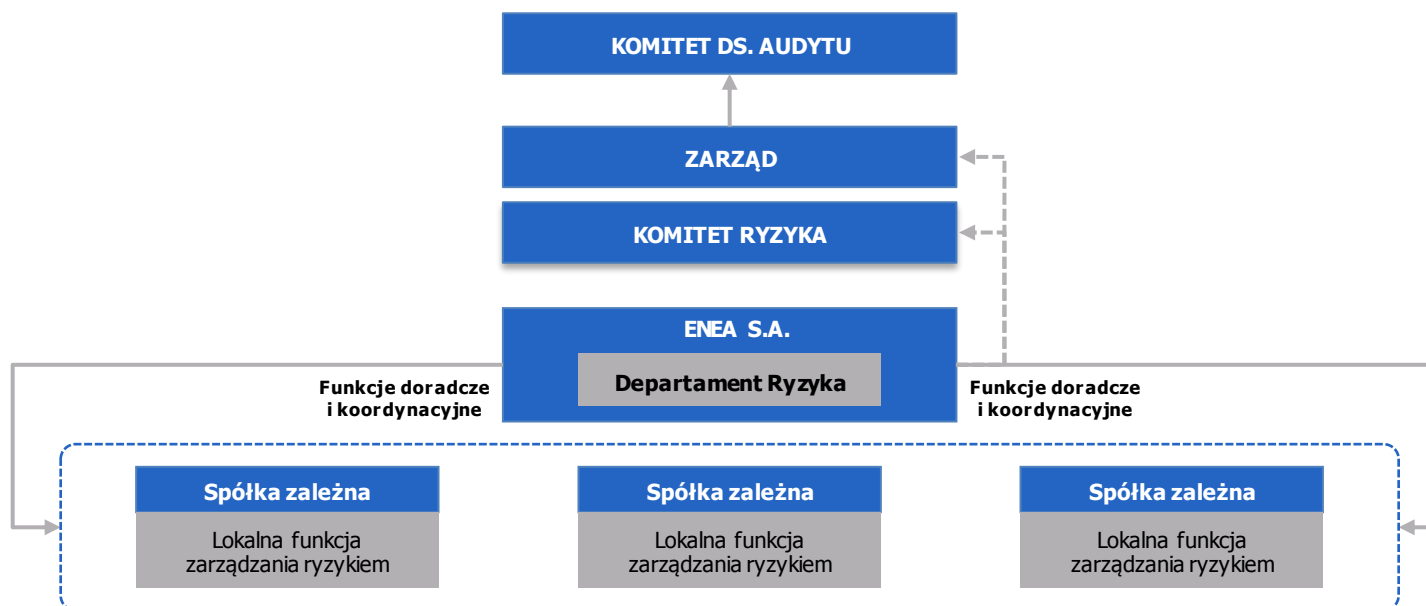 KOMITET DS. AUDYTU
ZARZĄD
KOMITET RYZYKA
ENEA S.A.
Departament Ryzyka
Funkcje doradcze
i koordynacyjne
Funkcje doradcze
i koordynacyjne
Spółka zależna
Lokalna funkcja
zarządzania ryzykiem
Spółka zależna
Lokalna funkcja
zarządzania ryzykiem
Spółka zależna
Lokalna funkcja
zarządzania ryzykiem